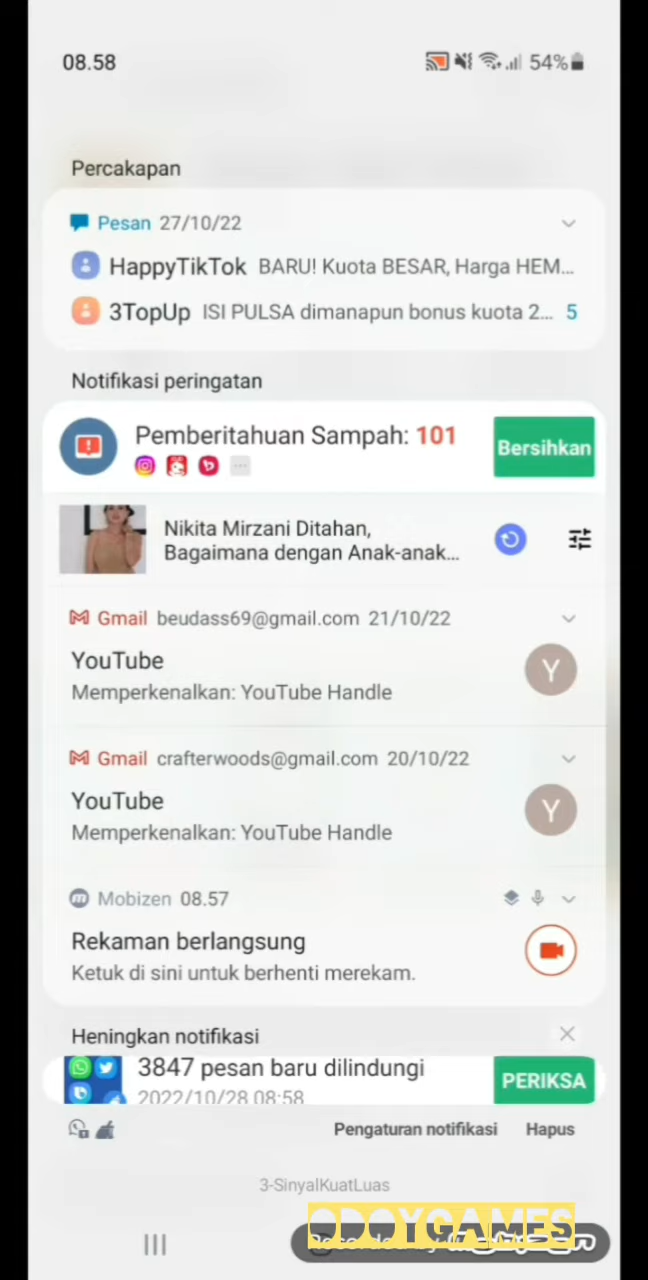 08.58
54%
Percakapan
Pesan 27/10/22
HappyTikTok BARU! Kuota BESAR, Harga HEM...
3TopUp ISI PULSA dimanapun bonus kuota 2... 5
Notifikasi peringatan
Pemberitahuan Sampah: 101
Bersihkan
Nikita Mirzani Ditahan,
Bagaimana dengan Anak-anak...
Gmail beudass69@gmail.com 21/10/22
YouTube
Y
Memperkenalkan: YouTube Handle
Gmail crafterwoods@gmail.com 20/10/22
YouTube
Y
Memperkenalkan: YouTube Handle
Mobizen 08.57
Rekaman berlangsung
Ketuk di sini untuk berhenti merekam.
Heningkan notifikasi
3847 pesan baru dilindungi
PERIKSA
2022/10/28 08:58
Pengaturan notifikasi Hapus
3-SinyalKuatLuas
ODOYGAMES